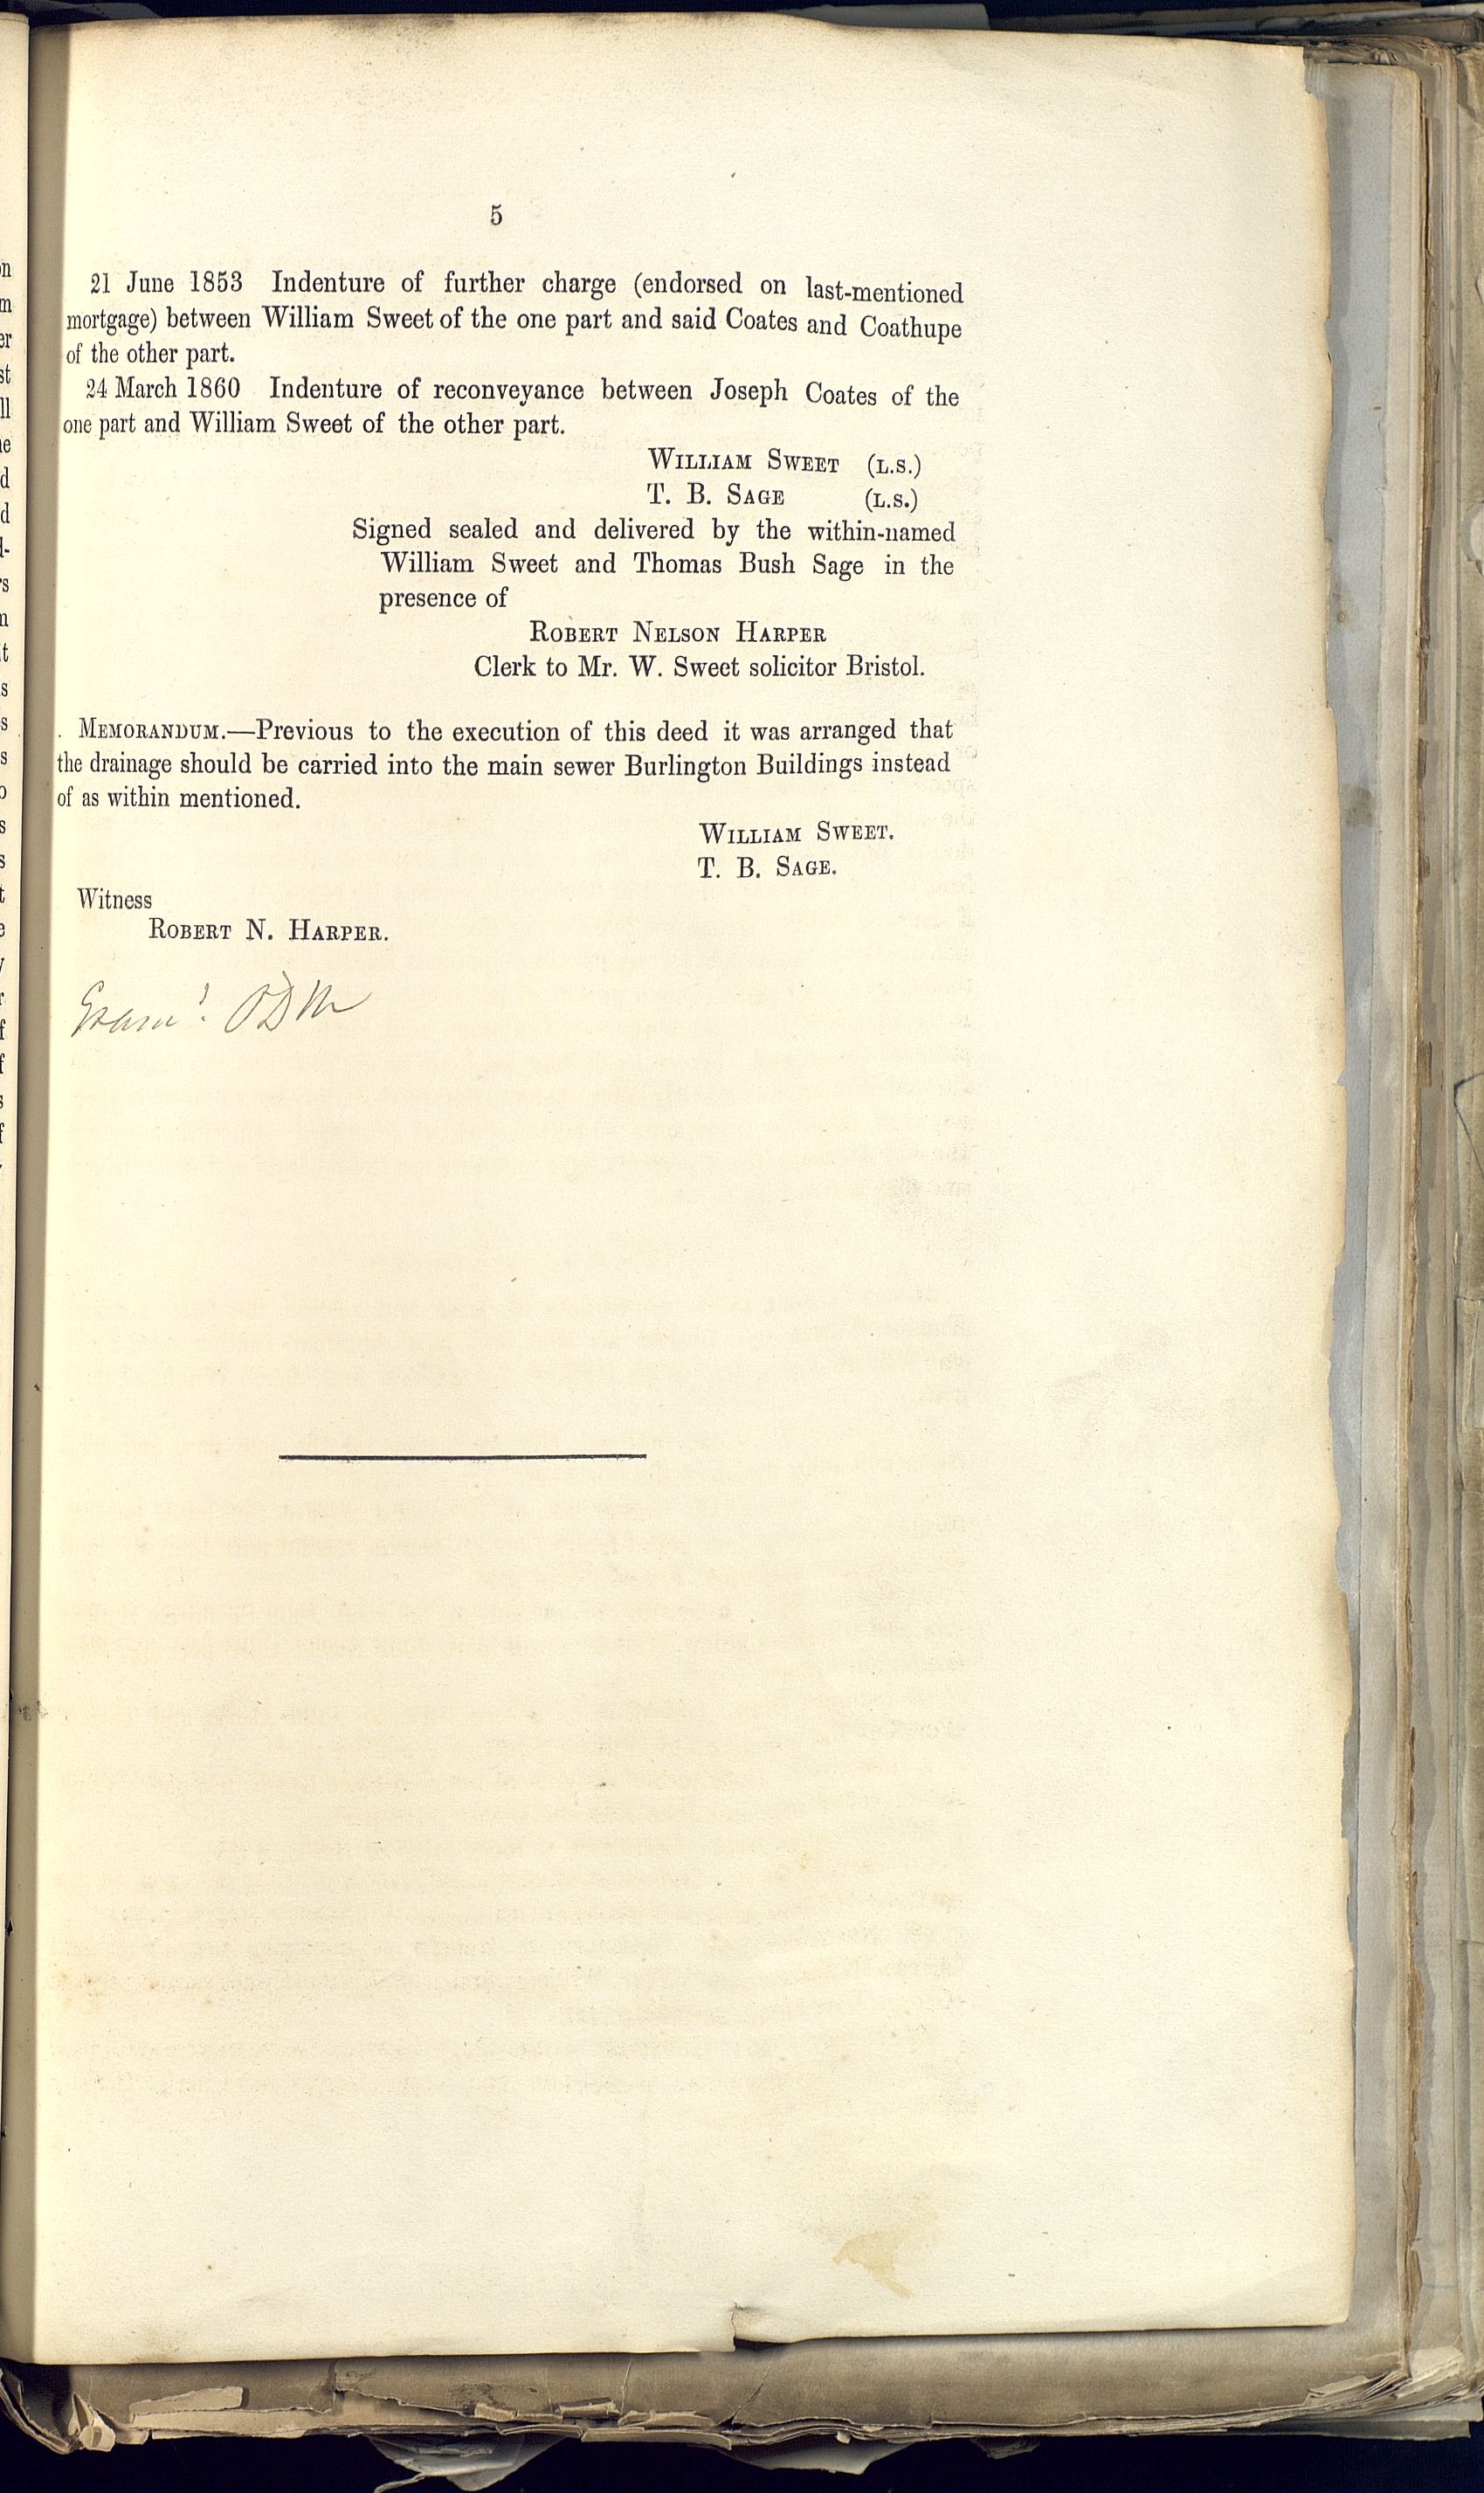 5
21 June 1853 Indenture of further charge (endorsed on last-mentioned
mortgage) between William Sweet of the one part and said Coates and Coathupe
of the other part.
24 March 1860 Indenture of reconveyance between Joseph Coates of the
one part and William Sweet of the other part.
WILLIAM SWEET (L.S.)
T. B. SAGE (L.S.)
Signed sealed and delivered by the within-named
William Sweet and Thomas Bush Sage in the
presence of
ROBERT NELSON HARPER
Clerk to Mr. W. Sweet solicitor Bristol.
MEMORANDUM.—Previous to the execution of this deed it was arranged that
the drainage should be carried into the main sewer Burlington Buildings instead
of as within mentioned.
WILLIAM SWEET.
T. B. SAGE.
Witness
ROBERT N. HARPER.